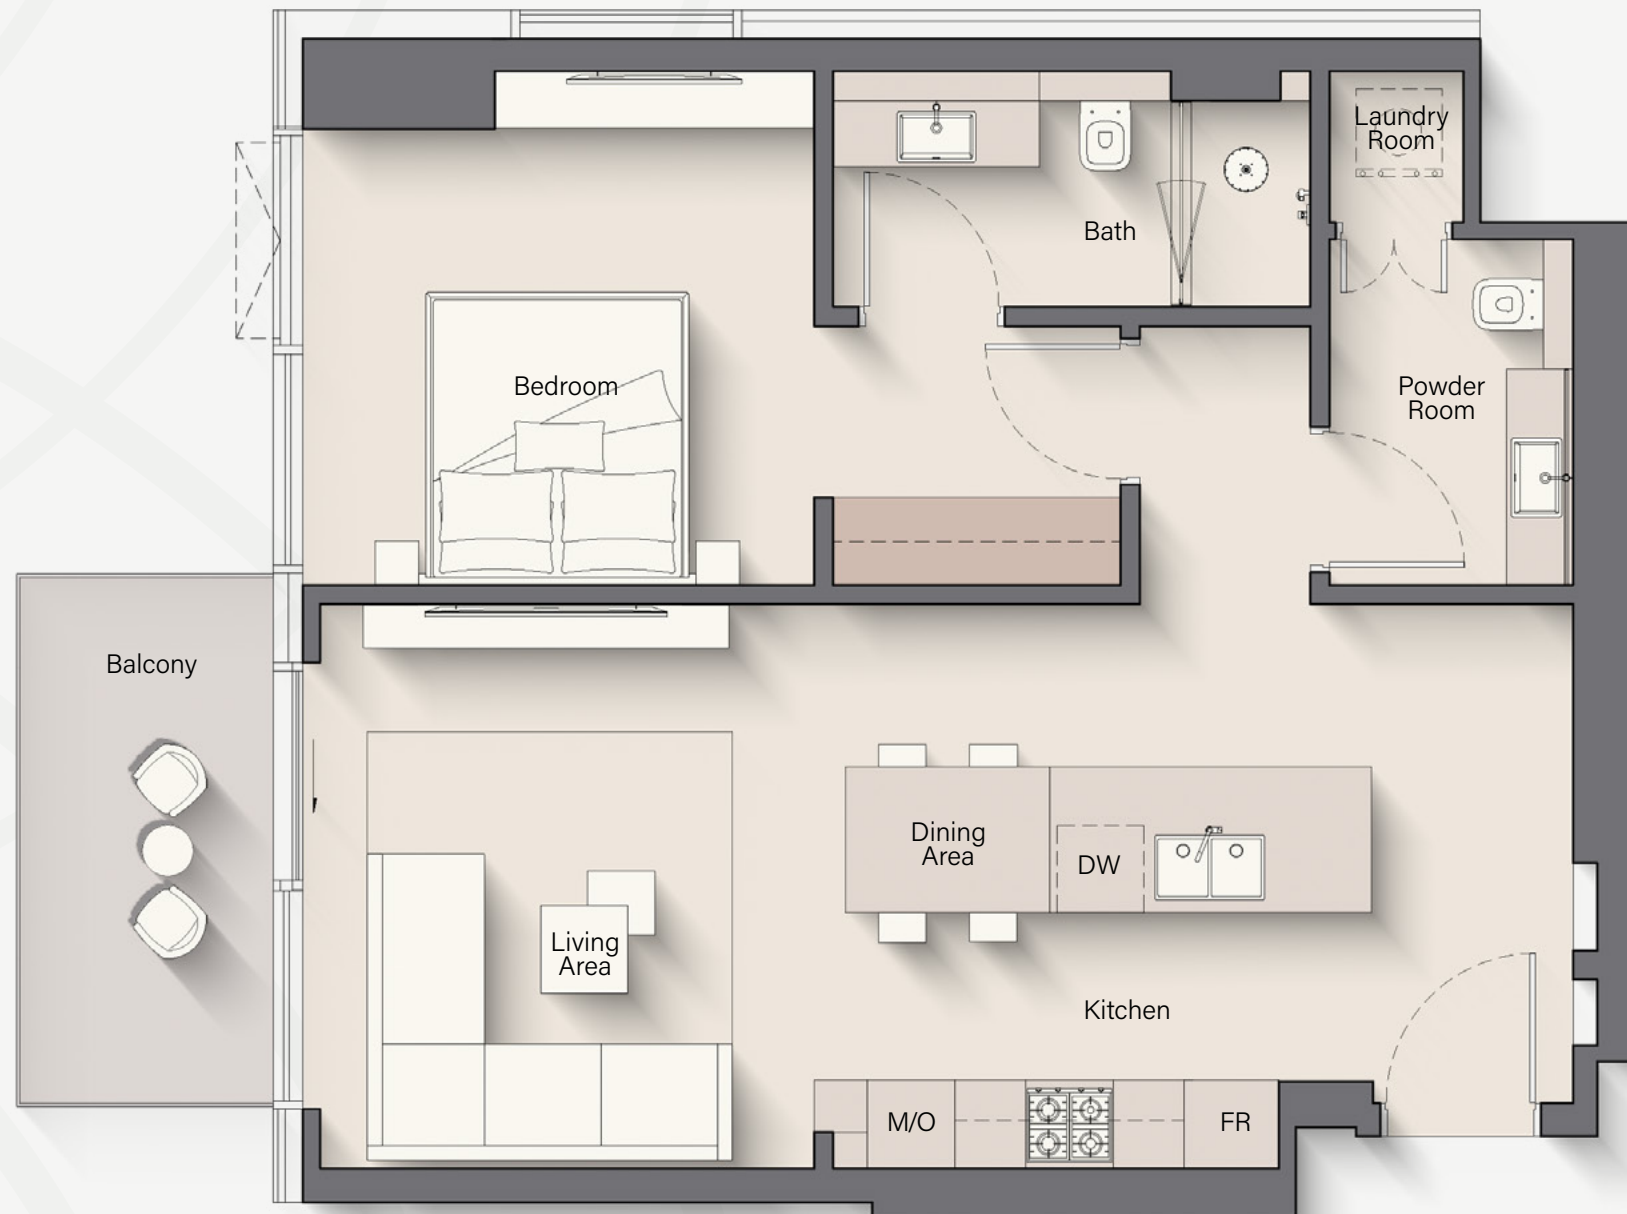 Laundry
Room
Bath
Bedroom
Powder
Room
Balcony
Dining
Area
DW
Living
Area
Kitchen
M/O
FR